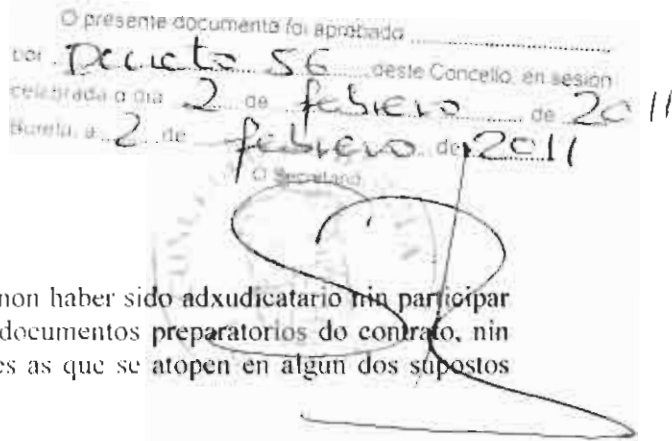 O presente documento foi aprobado
por Decreto 56 deste Concello, en sesión
celebrada o día 2 de febrero de 2011
Burela, a 2 de febrero de 2011
O Secretario
non haber sido adxudicatario nin participar
documentos preparatorios do contrato, nin
es as que se atopen en algun dos supostos